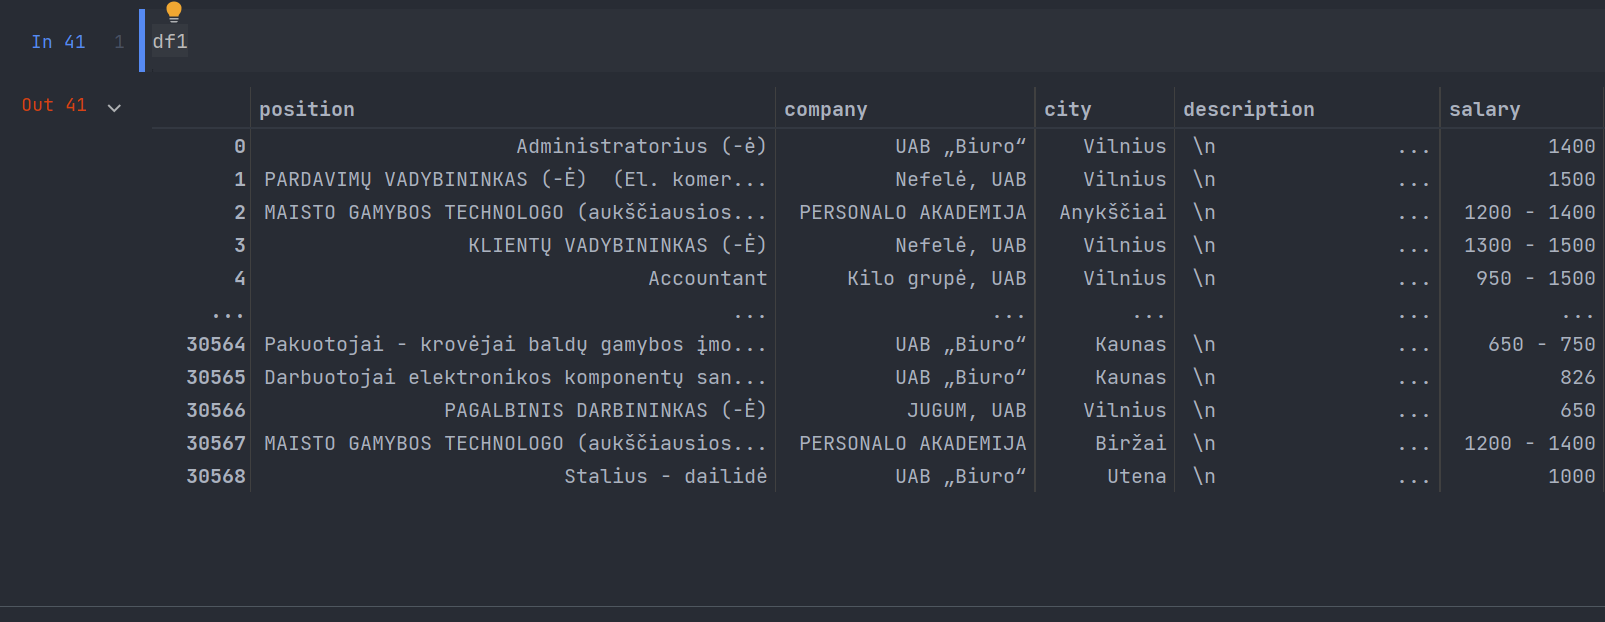 In 41 1 df1
Out 41
position company city description salary
0 Administratorius (-ė) UAB „Biuro“ Vilnius \n ... 1400
1 PARDAVIMŲ VADYBININKAS (-Ė)  (El. komer... Nefelė, UAB Vilnius \n ... 1500
2 MAISTO GAMYBOS TECHNOLOGO (aukščiausios... PERSONALO AKADEMIJA Anykščiai \n ... 1200 - 1400
3 KLIENTŲ VADYBININKAS (-Ė) Nefelė, UAB Vilnius \n ... 1300 - 1500
4 Accountant Kilo grupė, UAB Vilnius \n ... 950 - 1500
... ... ... ... ... ...
30564 Pakuotojai - krovėjai baldų gamybos įmo... UAB „Biuro“ Kaunas \n ... 650 - 750
30565 Darbuotojai elektronikos komponentų san... UAB „Biuro“ Kaunas \n ... 826
30566 PAGALBINIS DARBININKAS (-Ė) JUGUM, UAB Vilnius \n ... 650
30567 MAISTO GAMYBOS TECHNOLOGO (aukščiausios... PERSONALO AKADEMIJA Biržai \n ... 1200 - 1400
30568 Stalius - dailidė UAB „Biuro“ Utena \n ... 1000